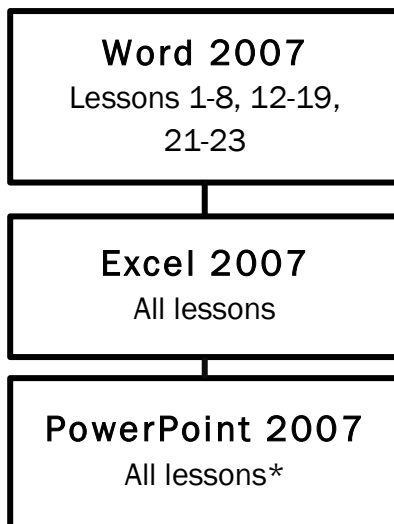 Word 2007
Lessons 1-8, 12-19,
21-23
Excel 2007
All lessons
PowerPoint 2007
All lessons*